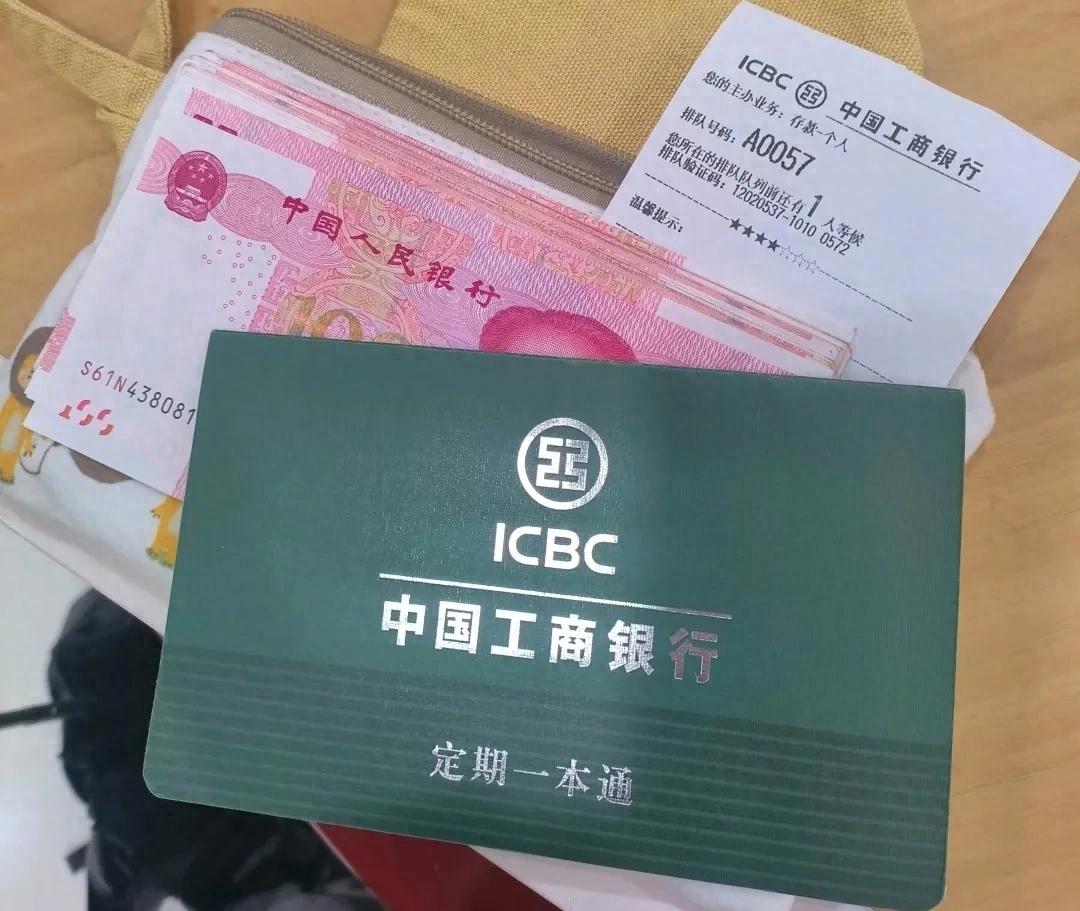 ICBC 中国工商银行
您的主办业务：存款-个人
排队号码：A0057
您所在的排队队列前还有1人等候
排队验证码：12020537-1010 0572
温馨提示：
★★★★☆☆☆
中国人民银行
100
S61N438081
100
ICBC
中国工商银行
定期一本通